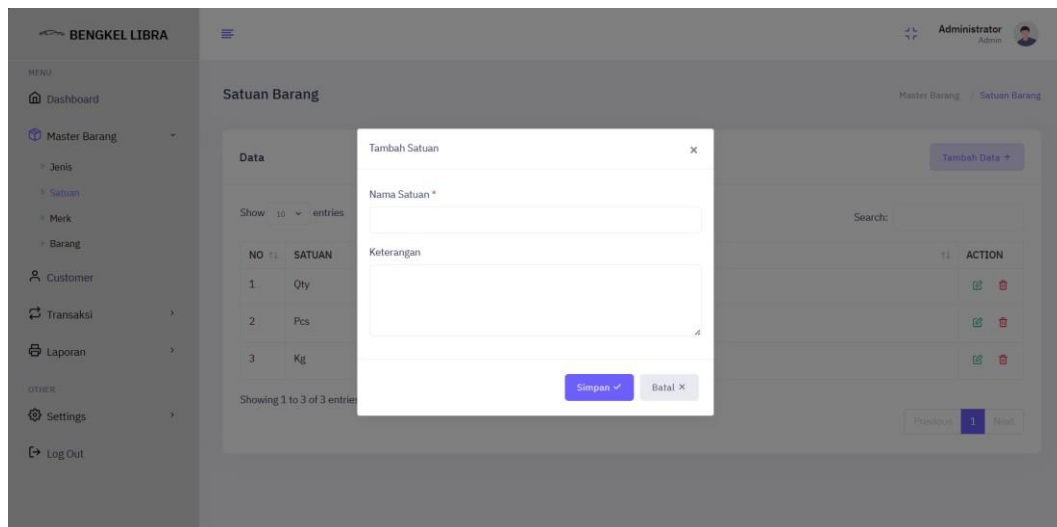 BENGKEL LIBRA
Administrator
Admin
MENU
Dashboard
Master Barang
Jenis
Satuan
Merk
Barang
Customer
Transaksi
Laporan
OTHER
Settings
Log Out
Satuan Barang
Master Barang / Satuan Barang
Data
Tambah Data +
Show 10 entries
Search:
NO SATUAN ACTION
1 Qty
2 Pcs
3 Kg
Showing 1 to 3 of 3 entries
Previous 1 Next
Tambah Satuan ×
Nama Satuan *
Keterangan
Simpan ✓ Batal ×